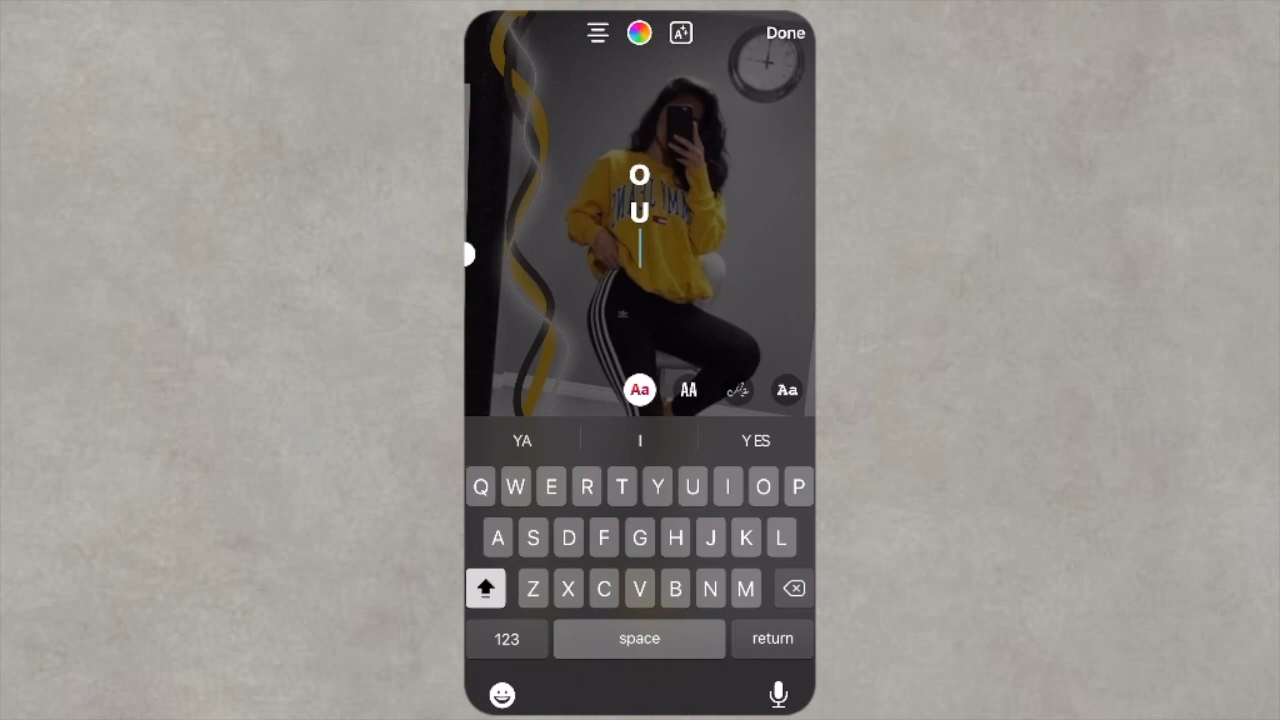 Done
O
U
Aa AA Aa
YA I YES
Q W E R T Y U I O P
A S D F G H J K L
Z X C V B N M
123 space return